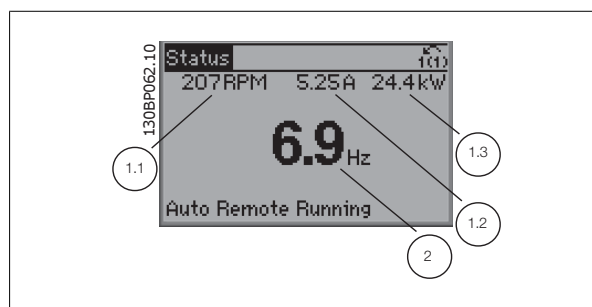 130BP062.10
Status
1(1)
207RPM 5.25A 24.4kW
6.9Hz
Auto Remote Running
1.1
1.3
1.2
2